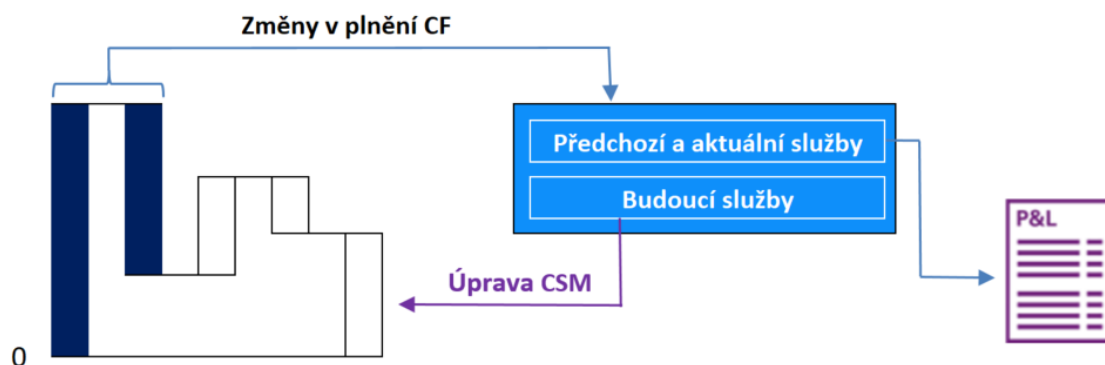 Změny v plnění CF
Předchozí a aktuální služby
Budoucí služby
P&L
Úprava CSM
0